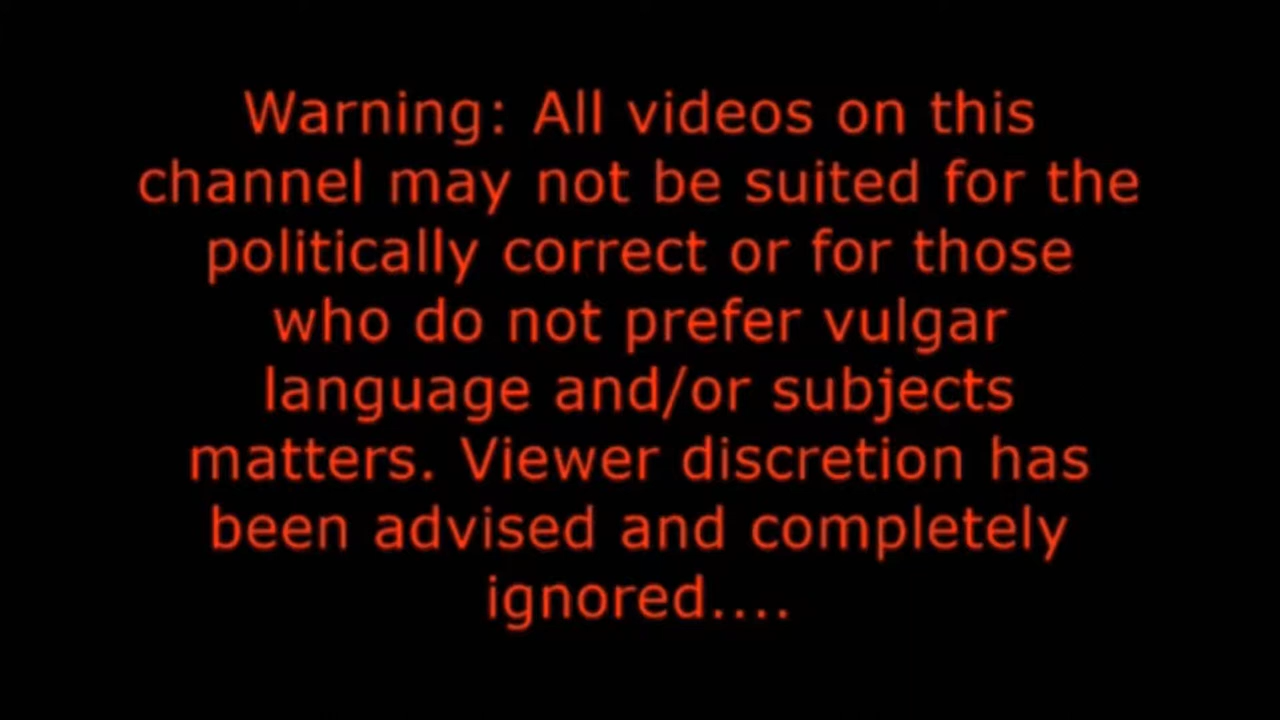 Warning: All videos on this
channel may not be suited for the
politically correct or for those
who do not prefer vulgar
language and/or subjects
matters. Viewer discretion has
been advised and completely
ignored....